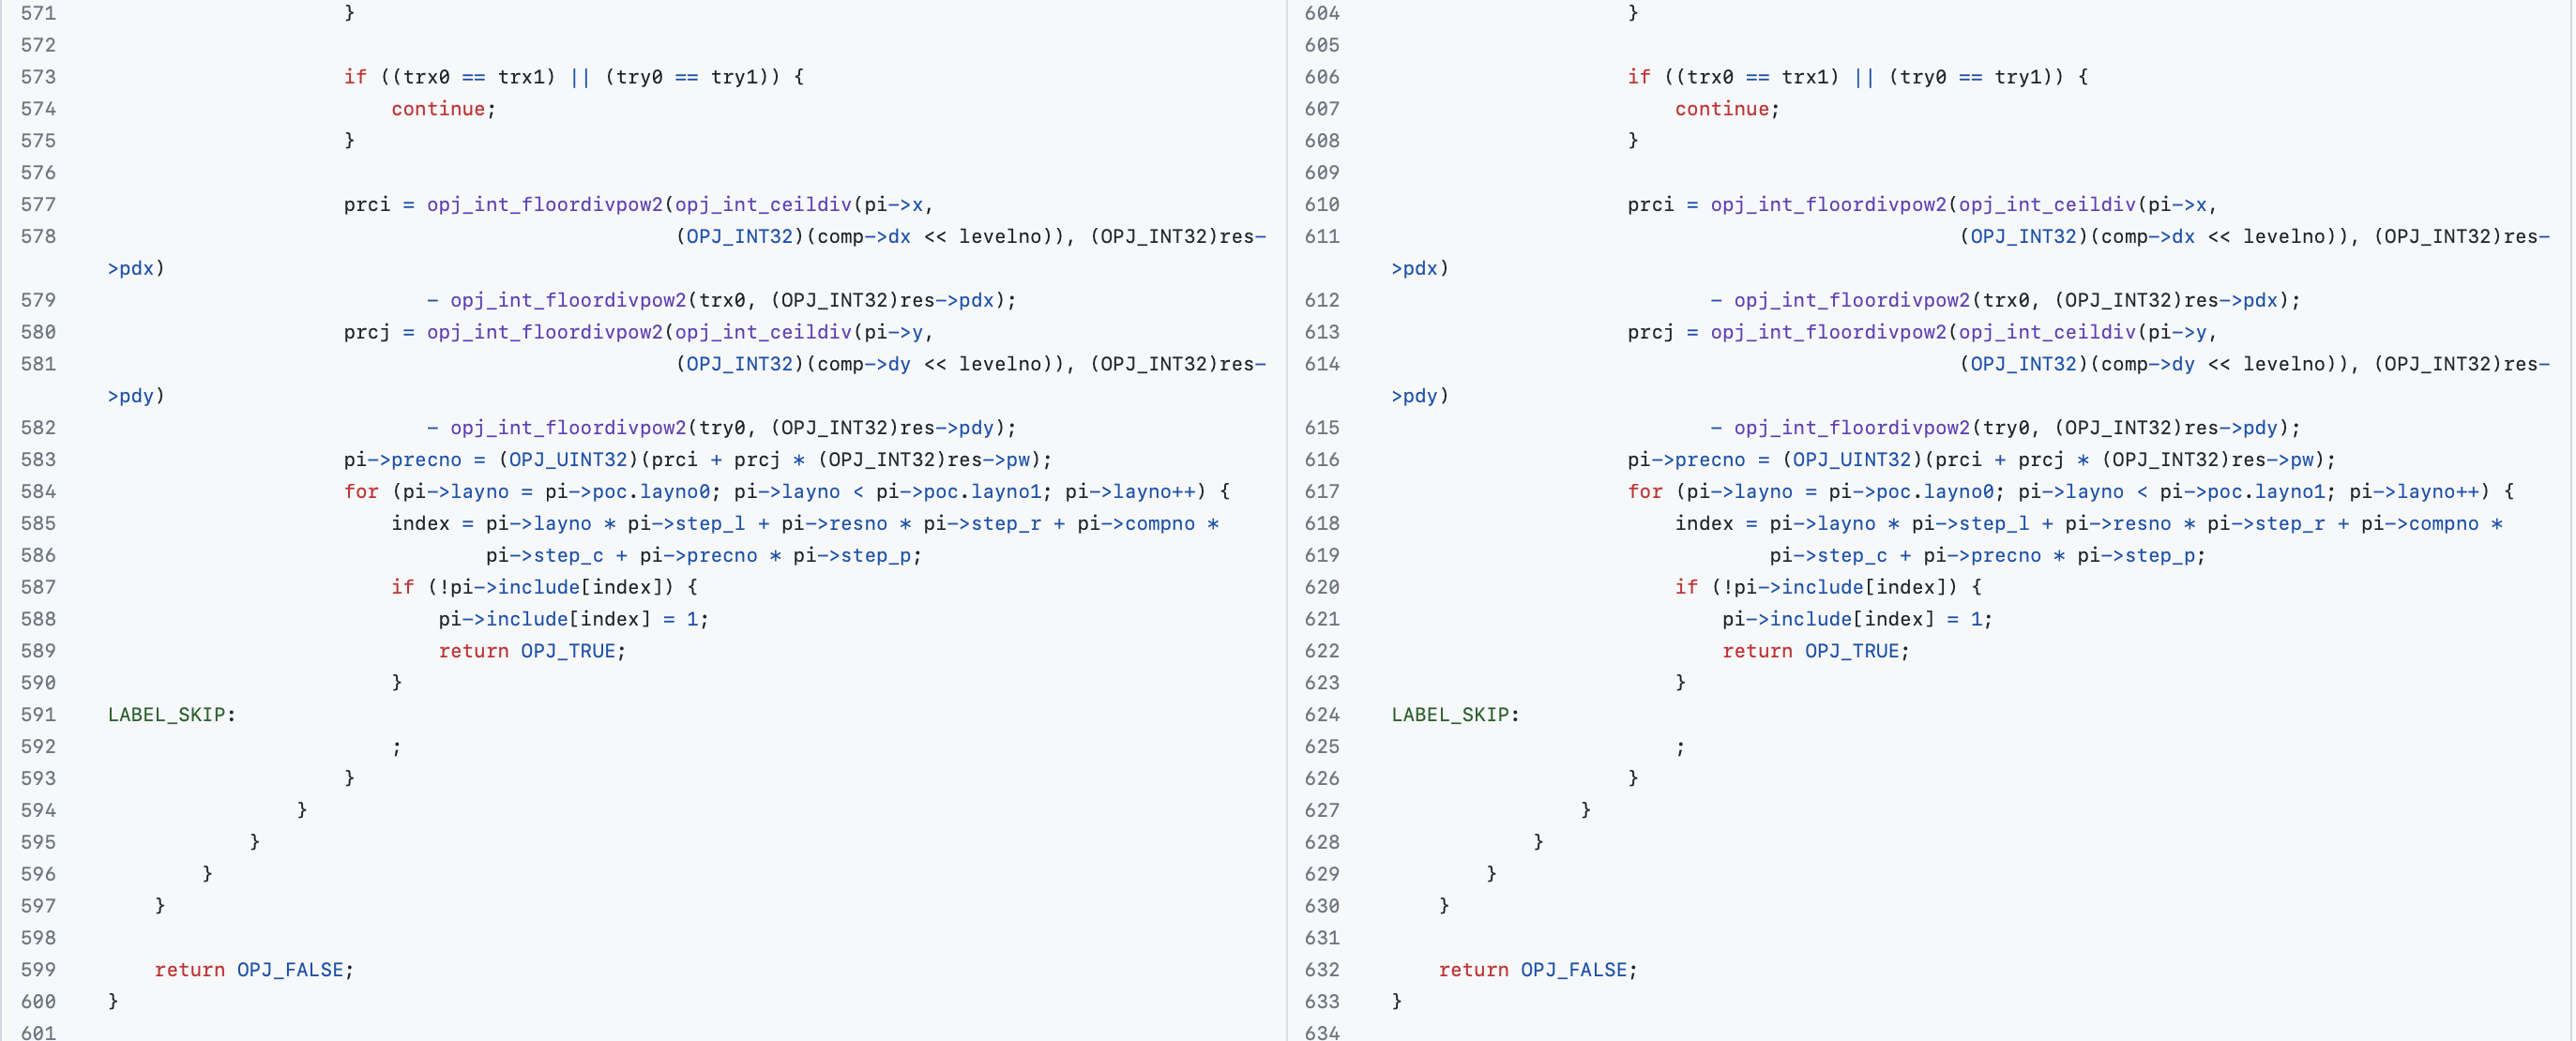 571                         }
572
573                         if ((trx0 == trx1) || (try0 == try1)) {
574                             continue;
575                         }
576
577                         prci = opj_int_floordivpow2(opj_int_ceildiv(pi->x,
578                                                     (OPJ_INT32)(comp->dx << levelno)), (OPJ_INT32)res-
>pdx)
579                                - opj_int_floordivpow2(trx0, (OPJ_INT32)res->pdx);
580                         prcj = opj_int_floordivpow2(opj_int_ceildiv(pi->y,
581                                                     (OPJ_INT32)(comp->dy << levelno)), (OPJ_INT32)res-
>pdy)
582                                - opj_int_floordivpow2(try0, (OPJ_INT32)res->pdy);
583                         pi->precno = (OPJ_UINT32)(prci + prcj * (OPJ_INT32)res->pw);
584                         for (pi->layno = pi->poc.layno0; pi->layno < pi->poc.layno1; pi->layno++) {
585                             index = pi->layno * pi->step_l + pi->resno * pi->step_r + pi->compno *
586                                     pi->step_c + pi->precno * pi->step_p;
587                             if (!pi->include[index]) {
588                                 pi->include[index] = 1;
589                                 return OPJ_TRUE;
590                             }
591     LABEL_SKIP:
592                             ;
593                         }
594                     }
595                 }
596             }
597         }
598
599         return OPJ_FALSE;
600     }
601
604                         }
605
606                         if ((trx0 == trx1) || (try0 == try1)) {
607                             continue;
608                         }
609
610                         prci = opj_int_floordivpow2(opj_int_ceildiv(pi->x,
611                                                     (OPJ_INT32)(comp->dx << levelno)), (OPJ_INT32)res-
>pdx)
612                                - opj_int_floordivpow2(trx0, (OPJ_INT32)res->pdx);
613                         prcj = opj_int_floordivpow2(opj_int_ceildiv(pi->y,
614                                                     (OPJ_INT32)(comp->dy << levelno)), (OPJ_INT32)res-
>pdy)
615                                - opj_int_floordivpow2(try0, (OPJ_INT32)res->pdy);
616                         pi->precno = (OPJ_UINT32)(prci + prcj * (OPJ_INT32)res->pw);
617                         for (pi->layno = pi->poc.layno0; pi->layno < pi->poc.layno1; pi->layno++) {
618                             index = pi->layno * pi->step_l + pi->resno * pi->step_r + pi->compno *
619                                     pi->step_c + pi->precno * pi->step_p;
620                             if (!pi->include[index]) {
621                                 pi->include[index] = 1;
622                                 return OPJ_TRUE;
623                             }
624     LABEL_SKIP:
625                             ;
626                         }
627                     }
628                 }
629             }
630         }
631
632         return OPJ_FALSE;
633     }
634